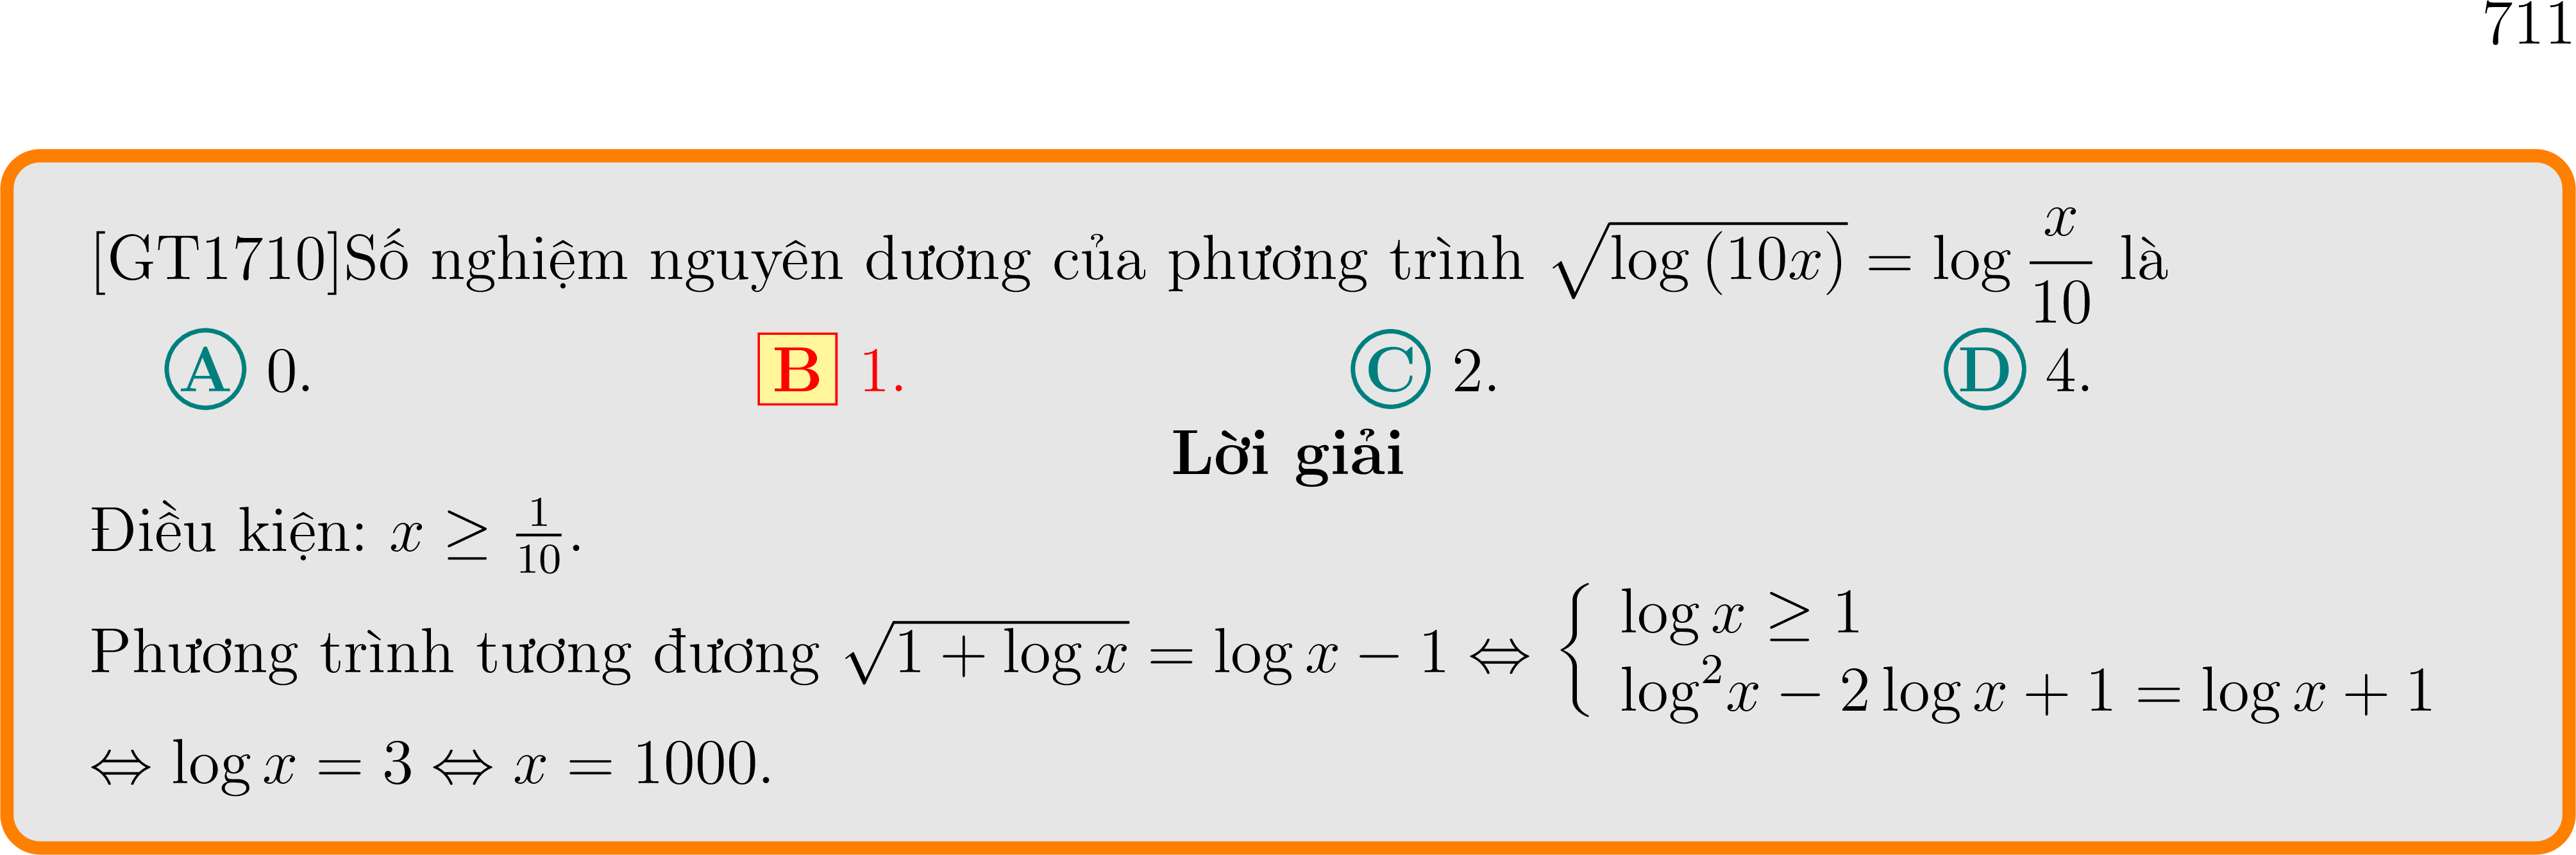 711
[GT1710]Số nghiệm nguyên dương của phương trình $\sqrt{\log(10x)} = \log \dfrac{x}{10}$ là
A 0. B 1. C 2. D 4.
Lời giải
Điều kiện: $x \geq \frac{1}{10}$.
Phương trình tương đương $\sqrt{1 + \log x} = \log x - 1 \Leftrightarrow \begin{cases} \log x \geq 1 \\ \log^2 x - 2\log x + 1 = \log x + 1 \end{cases}$
$\Leftrightarrow \log x = 3 \Leftrightarrow x = 1000.$